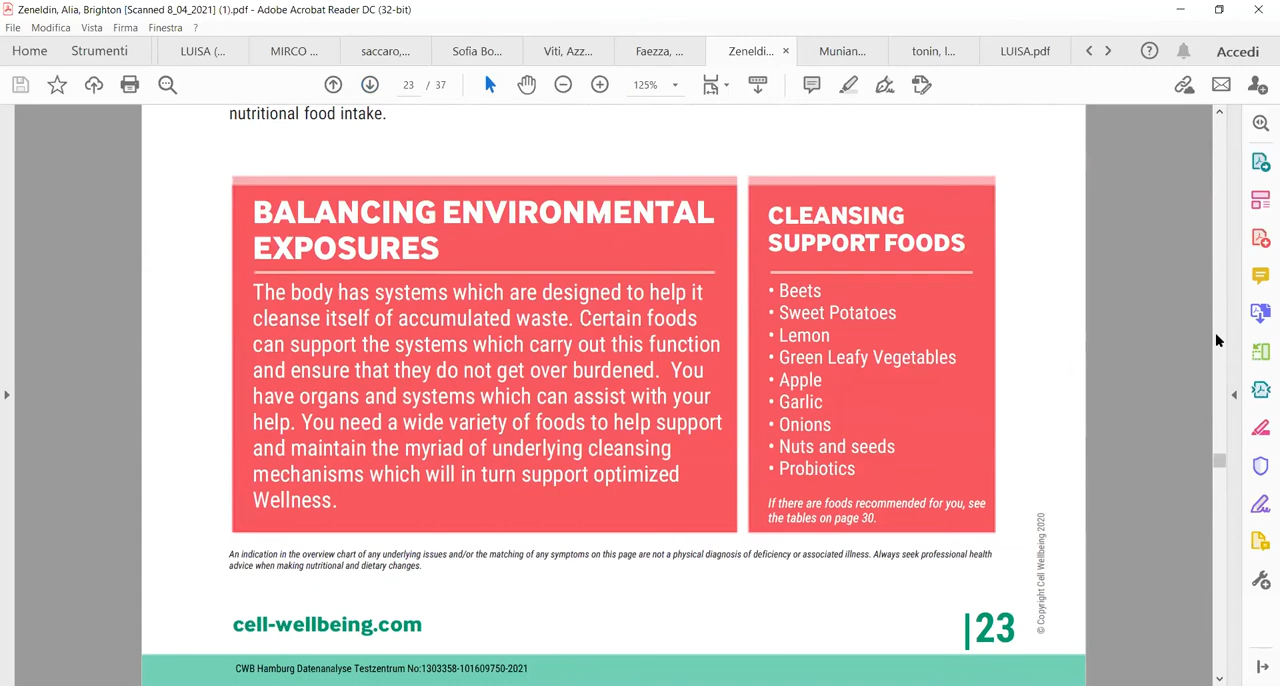 Zeneldin, Alia, Brighton [Scanned 8_04_2021] (1).pdf - Adobe Acrobat Reader DC (32-bit)
File Modifica Vista Firma Finestra ?
Home Strumenti LUISA (... MIRCO ... saccaro,... Sofia Bo... Viti, Azz... Faezza, ... Zeneldi... × Munian... tonin, l... LUISA.pdf Accedi
23 / 37 125%
nutritional food intake.
BALANCING ENVIRONMENTAL
EXPOSURES
The body has systems which are designed to help it
cleanse itself of accumulated waste. Certain foods
can support the systems which carry out this function
and ensure that they do not get over burdened. You
have organs and systems which can assist with your
help. You need a wide variety of foods to help support
and maintain the myriad of underlying cleansing
mechanisms which will in turn support optimized
Wellness.
CLEANSING
SUPPORT FOODS
• Beets
• Sweet Potatoes
• Lemon
• Green Leafy Vegetables
• Apple
• Garlic
• Onions
• Nuts and seeds
• Probiotics
If there are foods recommended for you, see
the tables on page 30.
An indication in the overview chart of any underlying issues and/or the matching of any symptoms on this page are not a physical diagnosis of deficiency or associated illness. Always seek professional health
advice when making nutritional and dietary changes.
© Copyright Cell Wellbeing 2020
cell-wellbeing.com
|23
CWB Hamburg Datenanalyse Testzentrum No:1303358-101609750-2021